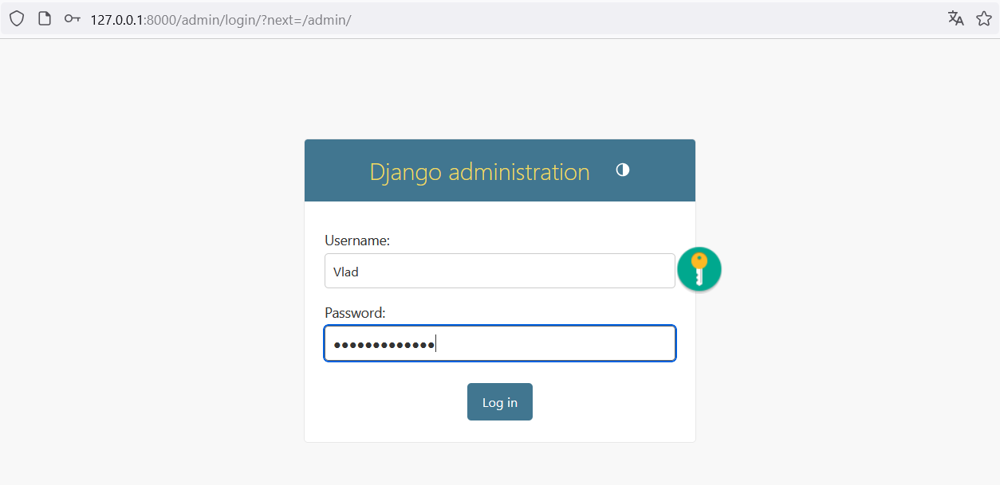 127.0.0.1:8000/admin/login/?next=/admin/
Django administration
Username:
Vlad
Password:
•••••••••••••
Log in